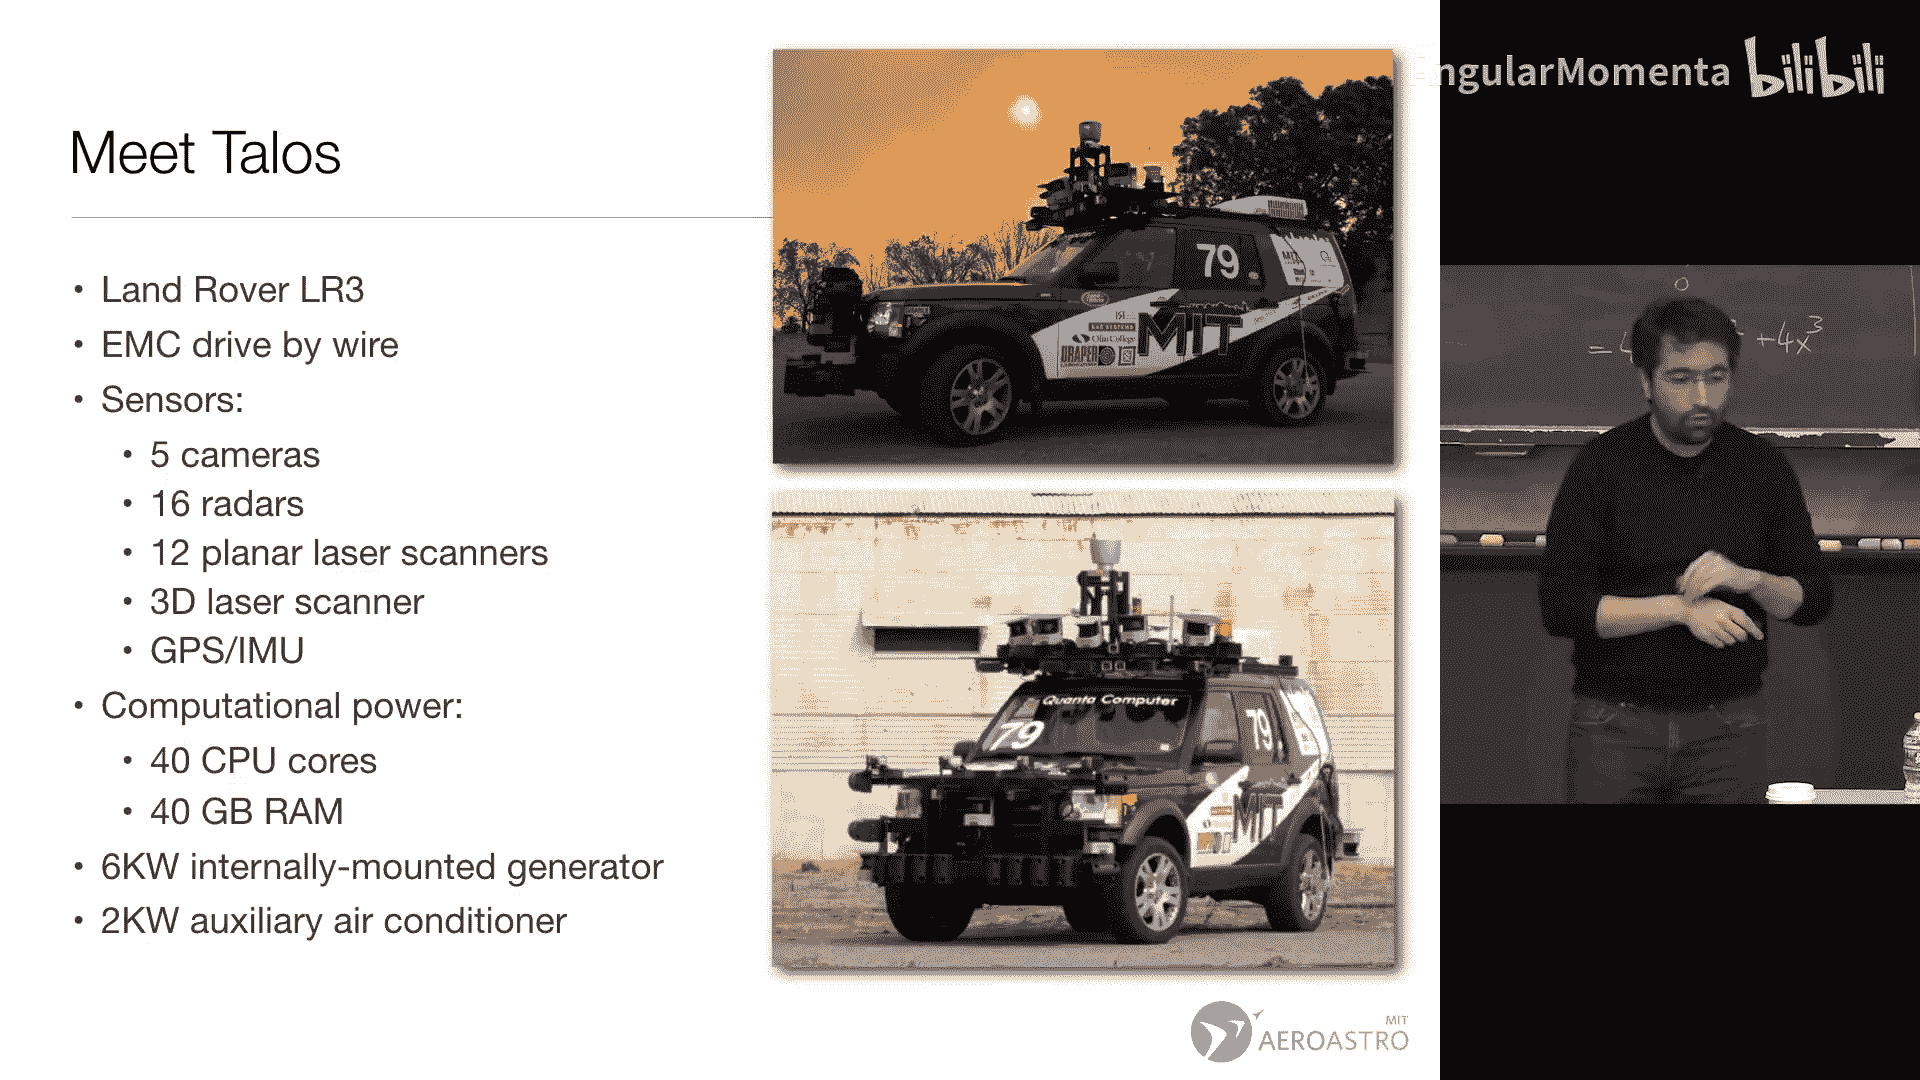 Meet Talos
• Land Rover LR3
• EMC drive by wire
• Sensors:
• 5 cameras
• 16 radars
• 12 planar laser scanners
• 3D laser scanner
• GPS/IMU
• Computational power:
• 40 CPU cores
• 40 GB RAM
• 6KW internally-mounted generator
• 2KW auxiliary air conditioner
79
Olin College
DRAPER
MIT
Quanta Computer
79
79
MIT
MIT
AEROASTRO
ngularMomenta
bilibili
+4x³